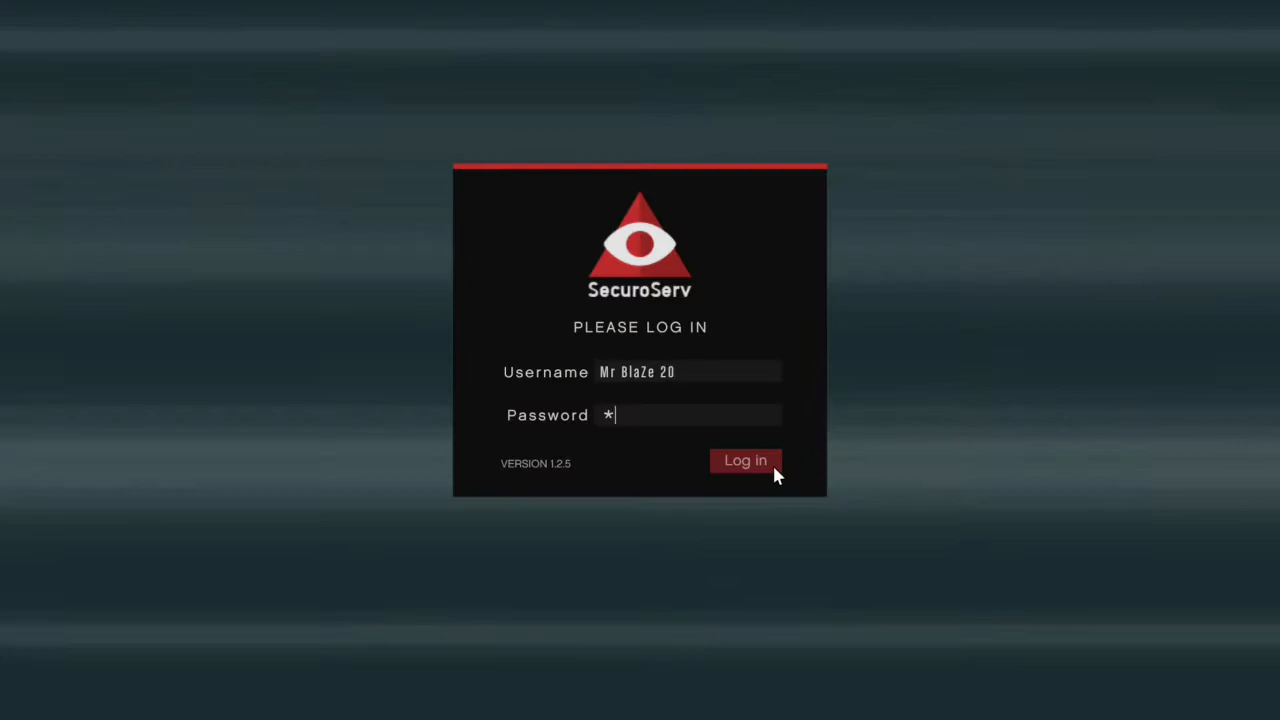 SecuroServ
PLEASE LOG IN
Username Mr BlaZe 20
Password *
VERSION 1.2.5 Log in